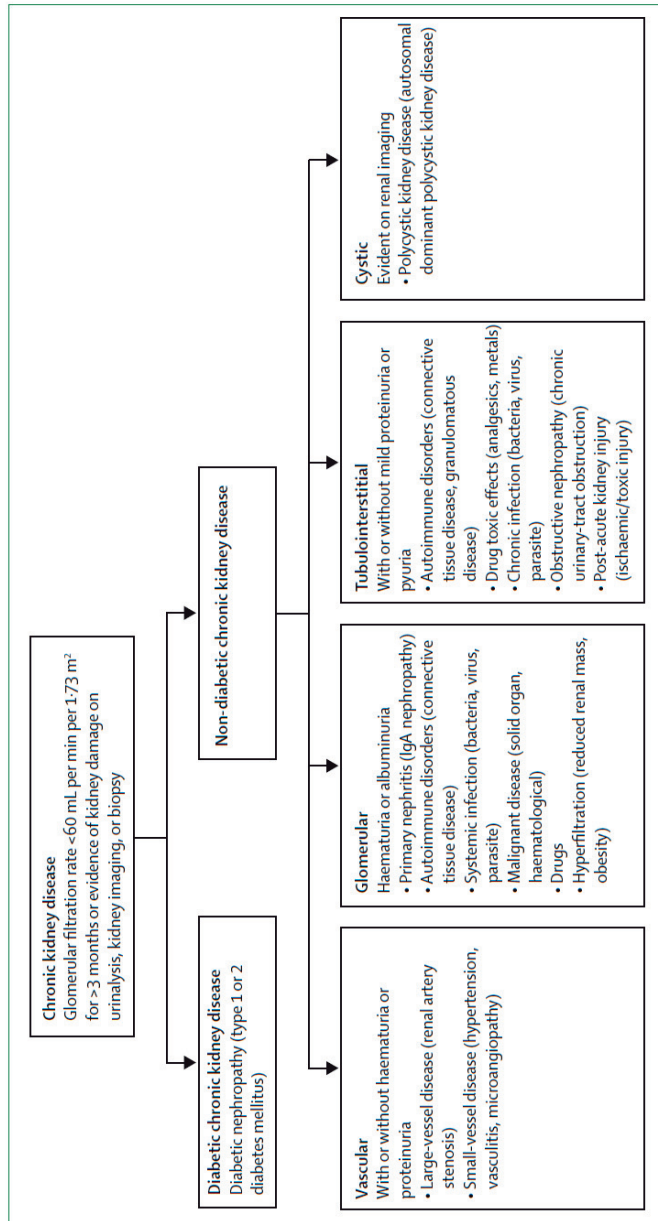 Chronic kidney disease
Glomerular filtration rate <60 mL per min per 1·73 m²
for >3 months or evidence of kidney damage on
urinalysis, kidney imaging, or biopsy
Diabetic chronic kidney disease
Diabetic nephropathy (type 1 or 2
diabetes mellitus)
Non-diabetic chronic kidney disease
Vascular
With or without haematuria or
proteinuria
• Large-vessel disease (renal artery
stenosis)
• Small-vessel disease (hypertension,
vasculitis, microangiopathy)
Glomerular
Haematuria or albuminuria
• Primary nephritis (IgA nephropathy)
• Autoimmune disorders (connective
tissue disease)
• Systemic infection (bacteria, virus,
parasite)
• Malignant disease (solid organ,
haematological)
• Drugs
• Hyperfiltration (reduced renal mass,
obesity)
Tubulointerstitial
With or without mild proteinuria or
pyuria
• Autoimmune disorders (connective
tissue disease, granulomatous
disease)
• Drug toxic effects (analgesics, metals)
• Chronic infection (bacteria, virus,
parasite)
• Obstructive nephropathy (chronic
urinary-tract obstruction)
• Post-acute kidney injury
(ischaemic/toxic injury)
Cystic
Evident on renal imaging
• Polycystic kidney disease (autosomal
dominant polycystic kidney disease)